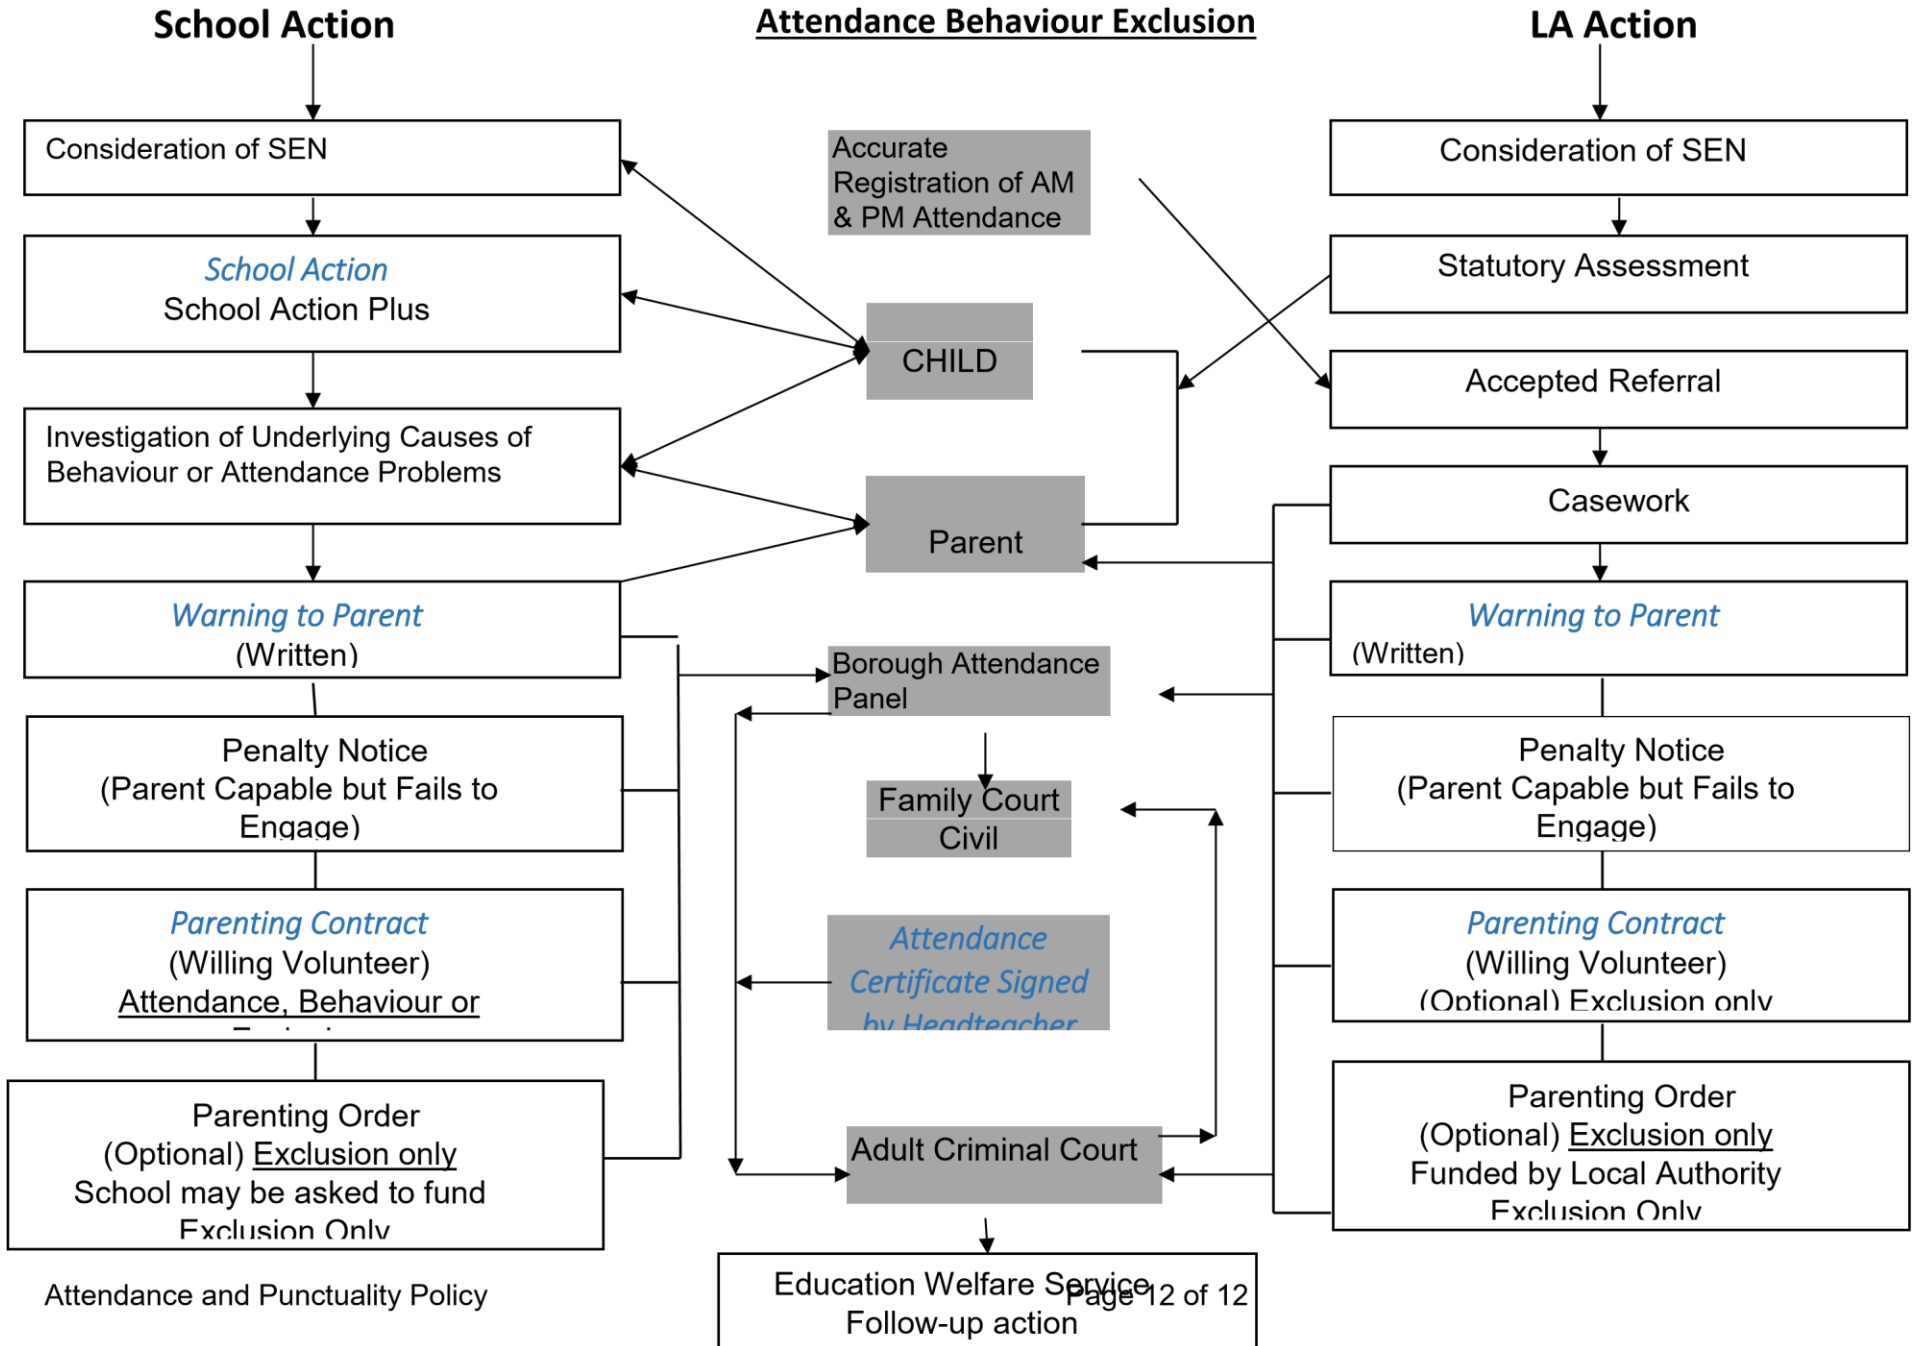 School Action
Attendance Behaviour Exclusion
LA Action
Consideration of SEN
School Action
School Action Plus
Investigation of Underlying Causes of
Behaviour or Attendance Problems
Warning to Parent
(Written)
Penalty Notice
(Parent Capable but Fails to
Engage)
Parenting Contract
(Willing Volunteer)
Attendance, Behaviour or
Parenting Order
(Optional) Exclusion only
School may be asked to fund
Exclusion Only
Accurate
Registration of AM
& PM Attendance
CHILD
Parent
Borough Attendance
Panel
Family Court
Civil
Attendance
Certificate Signed
by Headteacher
Adult Criminal Court
Education Welfare Service
Follow-up action
Consideration of SEN
Statutory Assessment
Accepted Referral
Casework
Warning to Parent
(Written)
Penalty Notice
(Parent Capable but Fails to
Engage)
Parenting Contract
(Willing Volunteer)
(Optional) Exclusion only
Parenting Order
(Optional) Exclusion only
Funded by Local Authority
Exclusion Only
Attendance and Punctuality Policy
Page 12 of 12